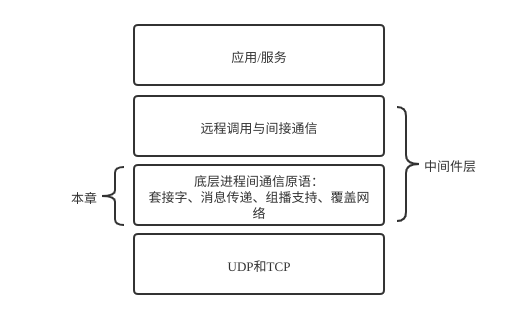 应用/服务
远程调用与间接通信
中间件层
底层进程间通信原语：
套接字、消息传递、组播支持、覆盖网
络
本章
UDP和TCP